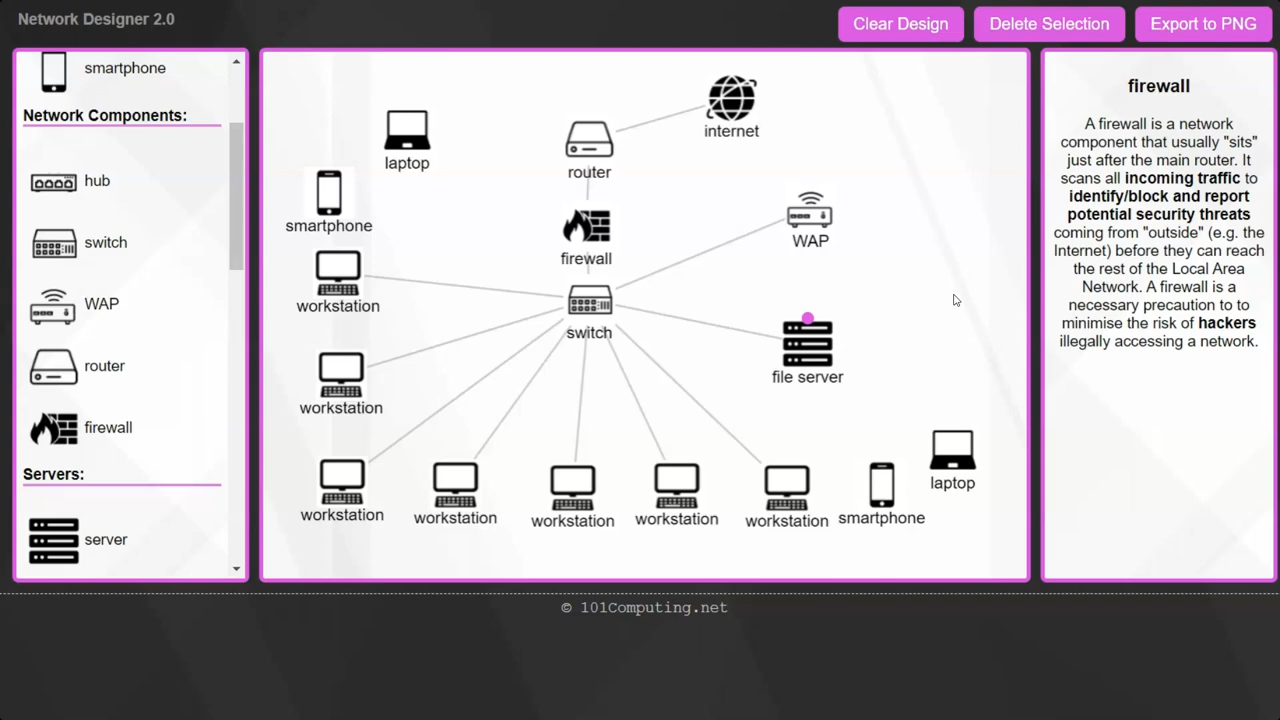 Network Designer 2.0
Clear Design
Delete Selection
Export to PNG
smartphone
Network Components:
hub
switch
WAP
router
firewall
Servers:
server
internet
laptop
router
smartphone
WAP
firewall
workstation
switch
file server
workstation
laptop
workstation
workstation
workstation
workstation
workstation
smartphone
firewall
A firewall is a network
component that usually "sits"
just after the main router. It
scans all incoming traffic to
identify/block and report
potential security threats
coming from "outside" (e.g. the
Internet) before they can reach
the rest of the Local Area
Network. A firewall is a
necessary precaution to to
minimise the risk of hackers
illegally accessing a network.
© 101Computing.net